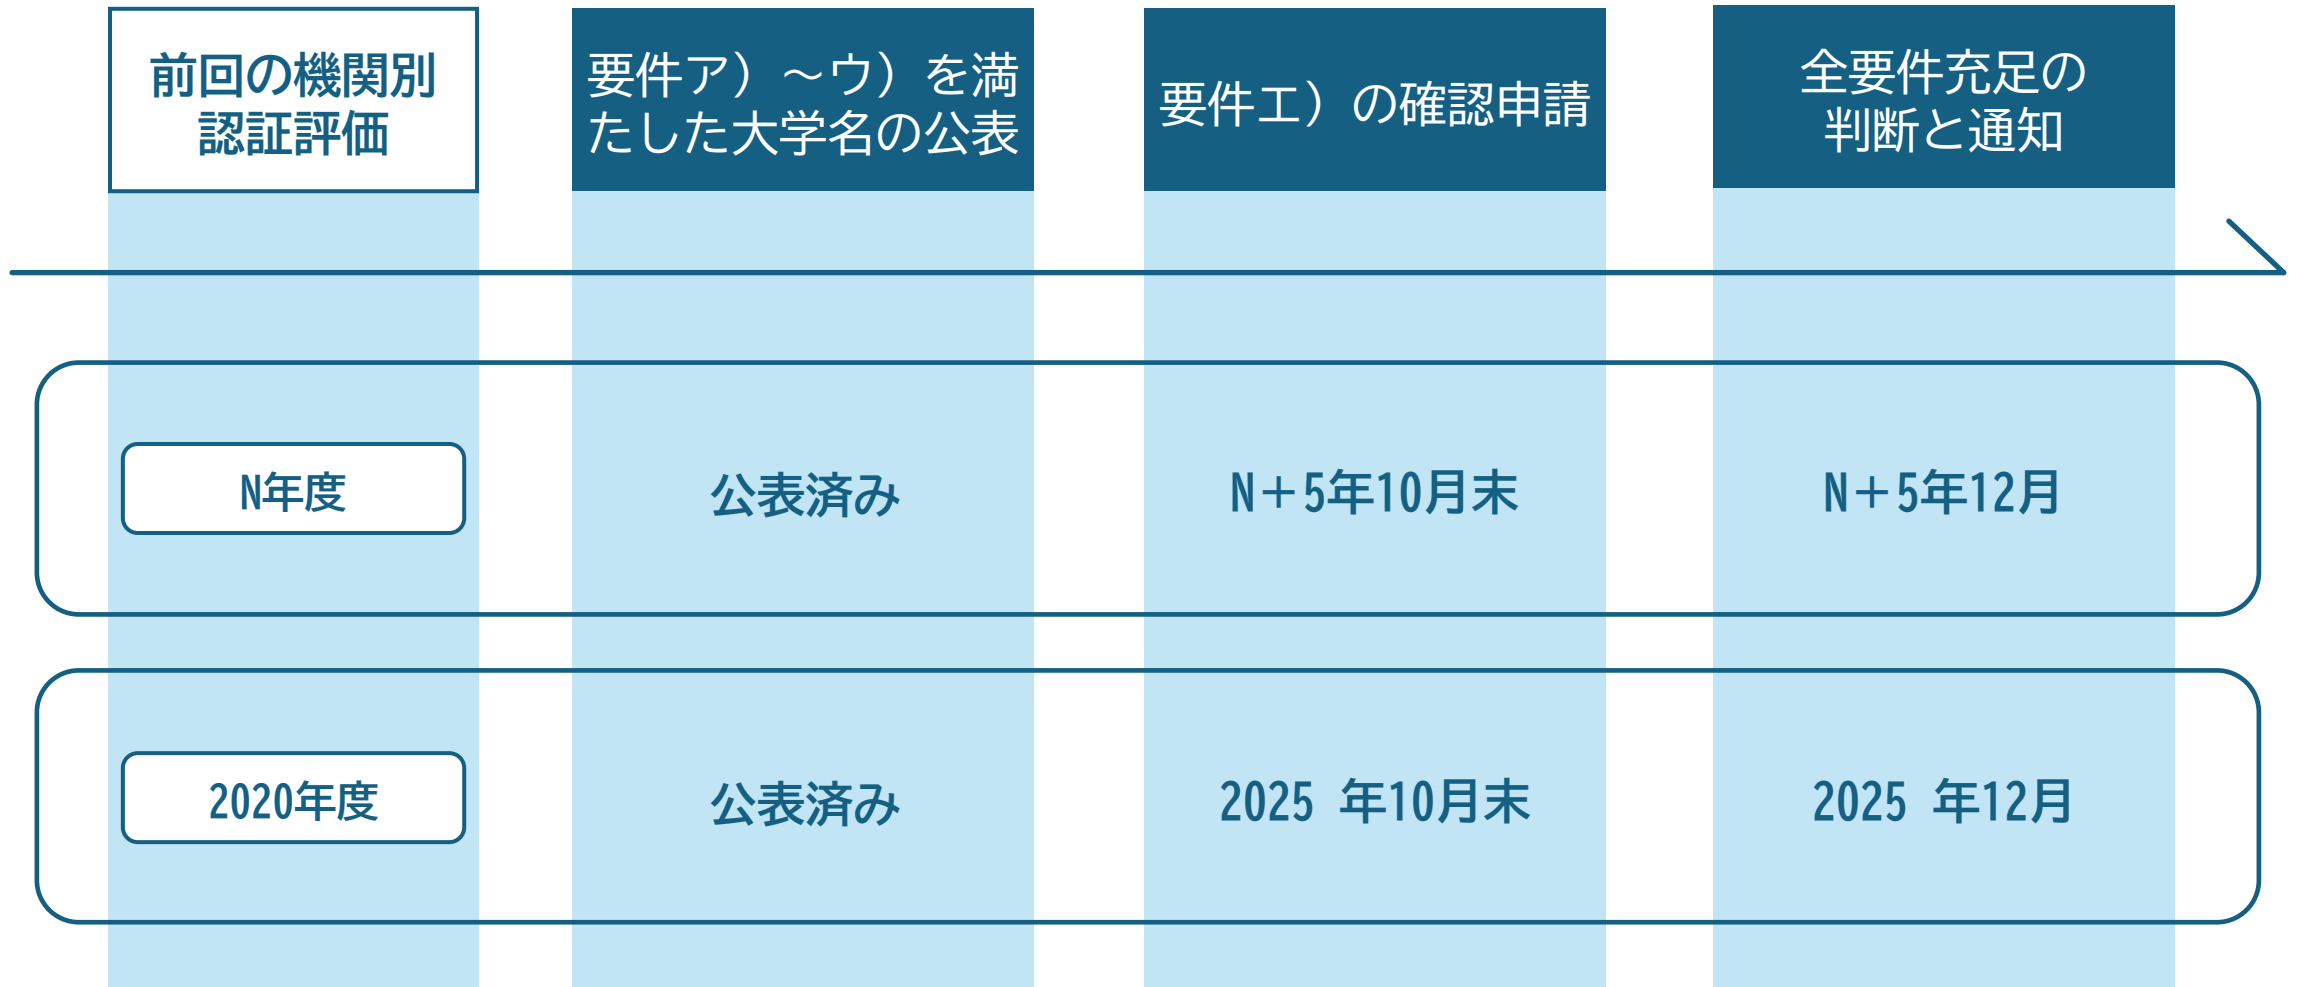 前回の機関別
認証評価
要件ア）～ウ）を満
たした大学名の公表
要件エ）の確認申請
全要件充足の
判断と通知
N年度
公表済み
N＋5年10月末
N＋5年12月
2020年度
公表済み
2025 年10月末
2025 年12月